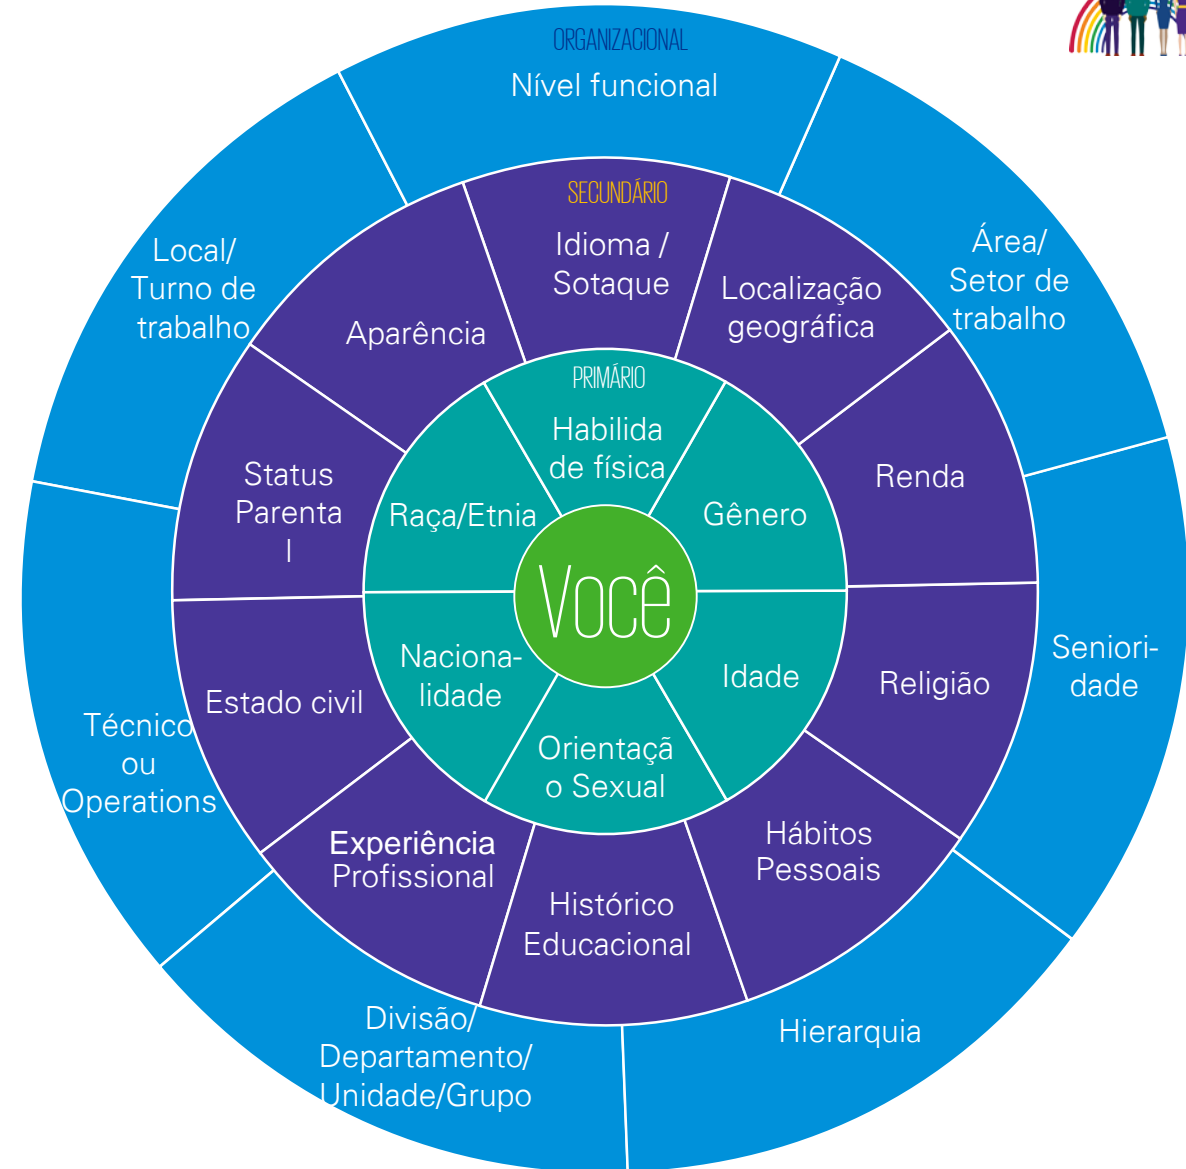 ORGANIZACIONAL
Nível funcional
Área/
Setor de
trabalho
Seniori-
dade
Hierarquia
Divisão/
Departamento/
Unidade/Grupo
Técnico
ou
Operations
Local/
Turno de
trabalho
SECUNDÁRIO
Idioma /
Sotaque
Localização
geográfica
Renda
Religião
Hábitos
Pessoais
Histórico
Educacional
Experiência
Profissional
Estado civil
Status
Parenta
l
Aparência
PRIMÁRIO
Habilida
de física
Gênero
Idade
Orientaçã
o Sexual
Naciona-
lidade
Raça/Etnia
Você